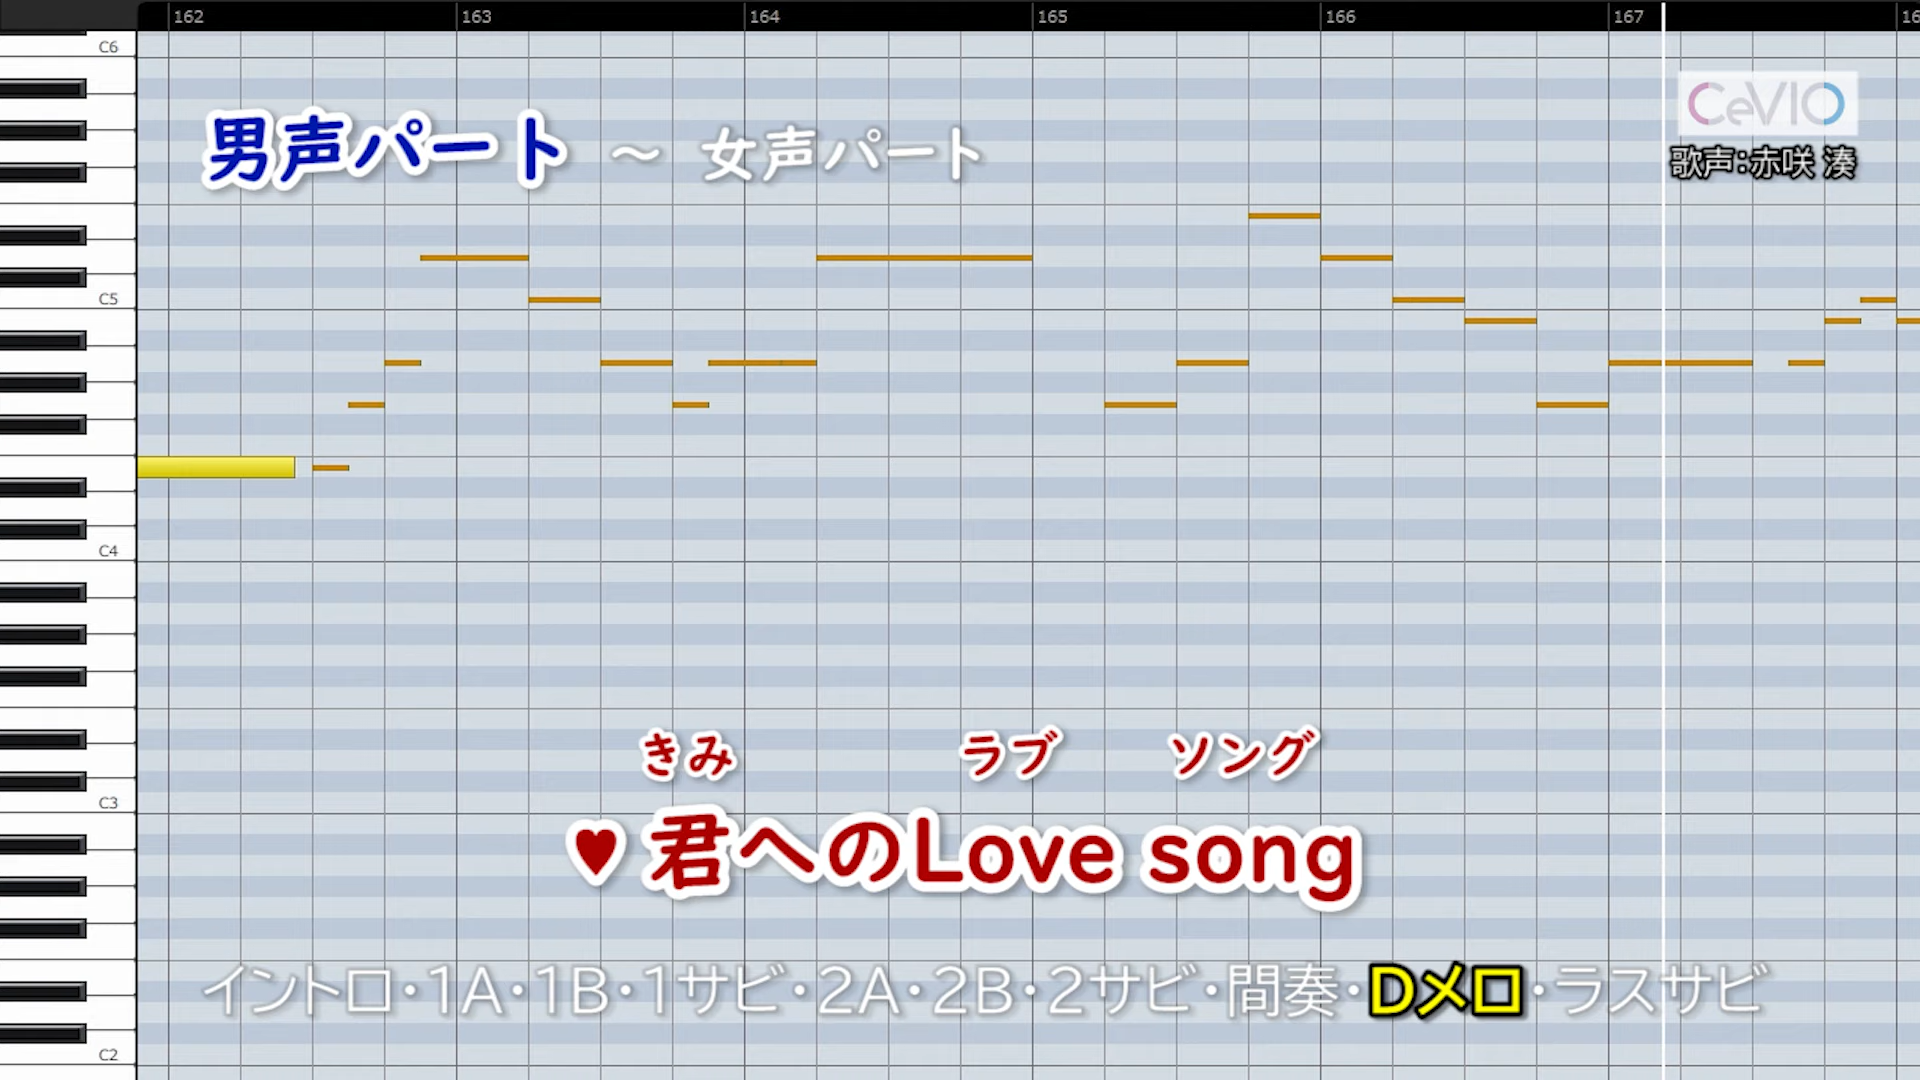 162 163 164 165 166 167 16
C6
CeVIO
男声パート ～ 女声パート
歌声:赤咲 湊
C5
C4
きみ ラブ ソング
C3
♥君へのLove song
イントロ・1A・1B・1サビ・2A・2B・2サビ・間奏・Dメロ・ラスサビ
C2